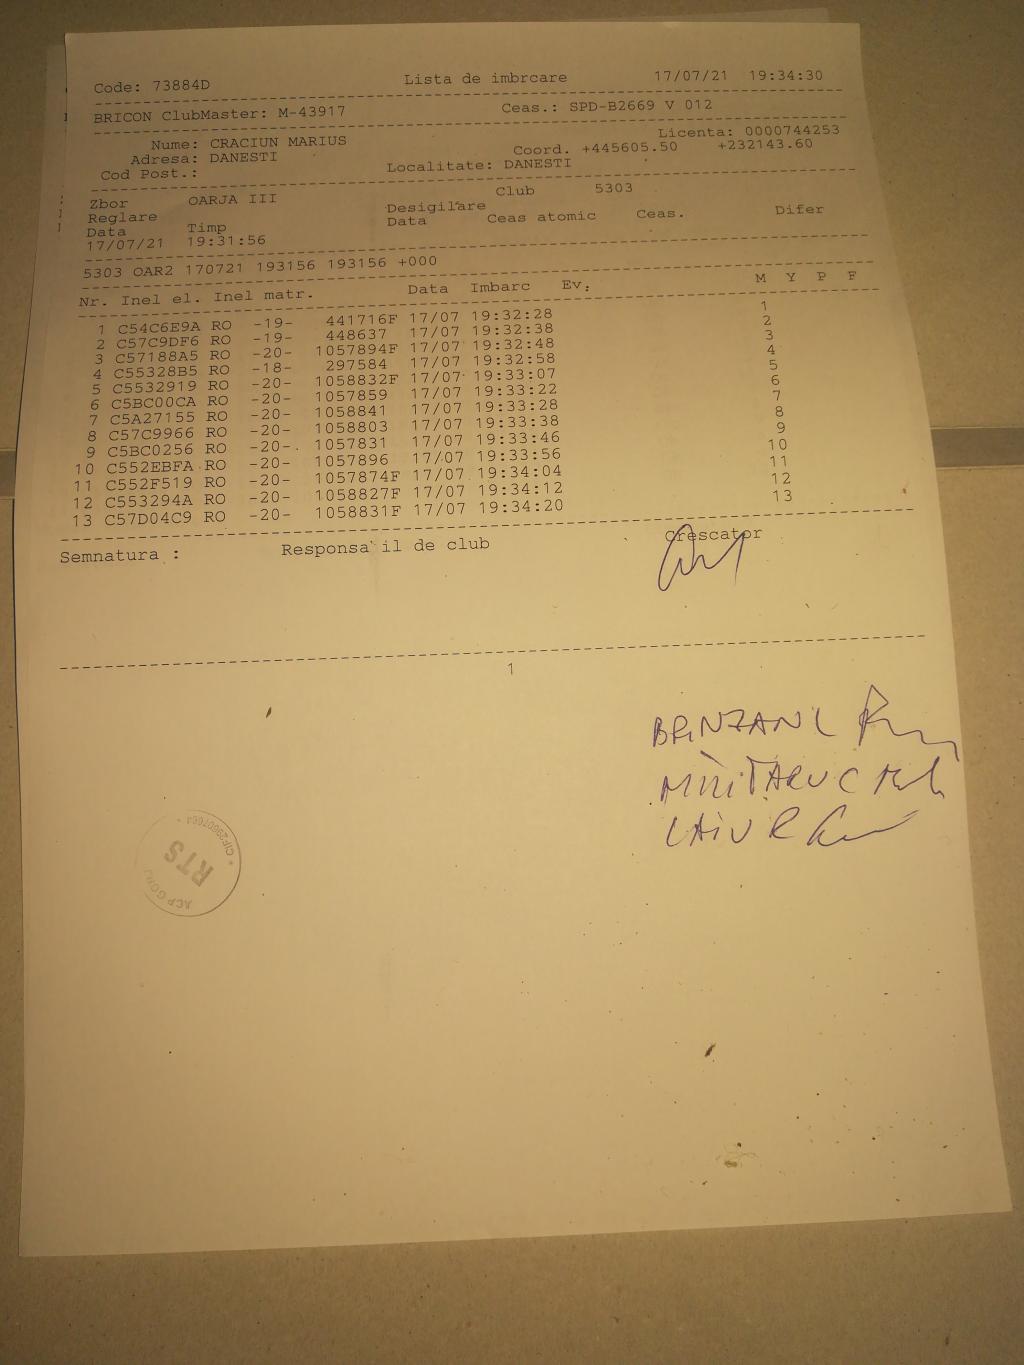 Code: 73884D Lista de imbrcare 17/07/21 19:34:30
BRICON ClubMaster: M-43917 Ceas.: SPD-B2669 V 012
Licenta: 0000744253
Nume: CRACIUN MARIUS Coord. +445605.50 +232143.60
Adresa: DANESTI Localitate: DANESTI
Cod Post.:
Zbor OARJA III Club 5303
Reglare Desigilare
Data Timp Data Ceas atomic Ceas. Difer
17/07/21 19:31:56
5303 OAR2 170721 193156 193156 +000
Nr. Inel el. Inel matr. Data Imbarc Ev. M Y P F
1 C54C6E9A RO -19- 441716F 17/07 19:32:28 1
2 C57C9DF6 RO -19- 448637 17/07 19:32:38 2
3 C57188A5 RO -20- 1057894F 17/07 19:32:48 3
4 C55328B5 RO -18- 297584 17/07 19:32:58 4
5 C5532919 RO -20- 1058832F 17/07 19:33:07 5
6 C5BC00CA RO -20- 1057859 17/07 19:33:22 6
7 C5A27155 RO -20- 1058841 17/07 19:33:28 7
8 C57C9966 RO -20- 1058803 17/07 19:33:38 8
9 C5BC0256 RO -20- 1057831 17/07 19:33:46 9
10 C552EBFA RO -20- 1057896 17/07 19:33:56 10
11 C552F519 RO -20- 1057874F 17/07 19:34:04 11
12 C553294A RO -20- 1058827F 17/07 19:34:12 12
13 C57D04C9 RO -20- 1058831F 17/07 19:34:20 13
Semnatura : Responsa il de club Crescator
1
RTS